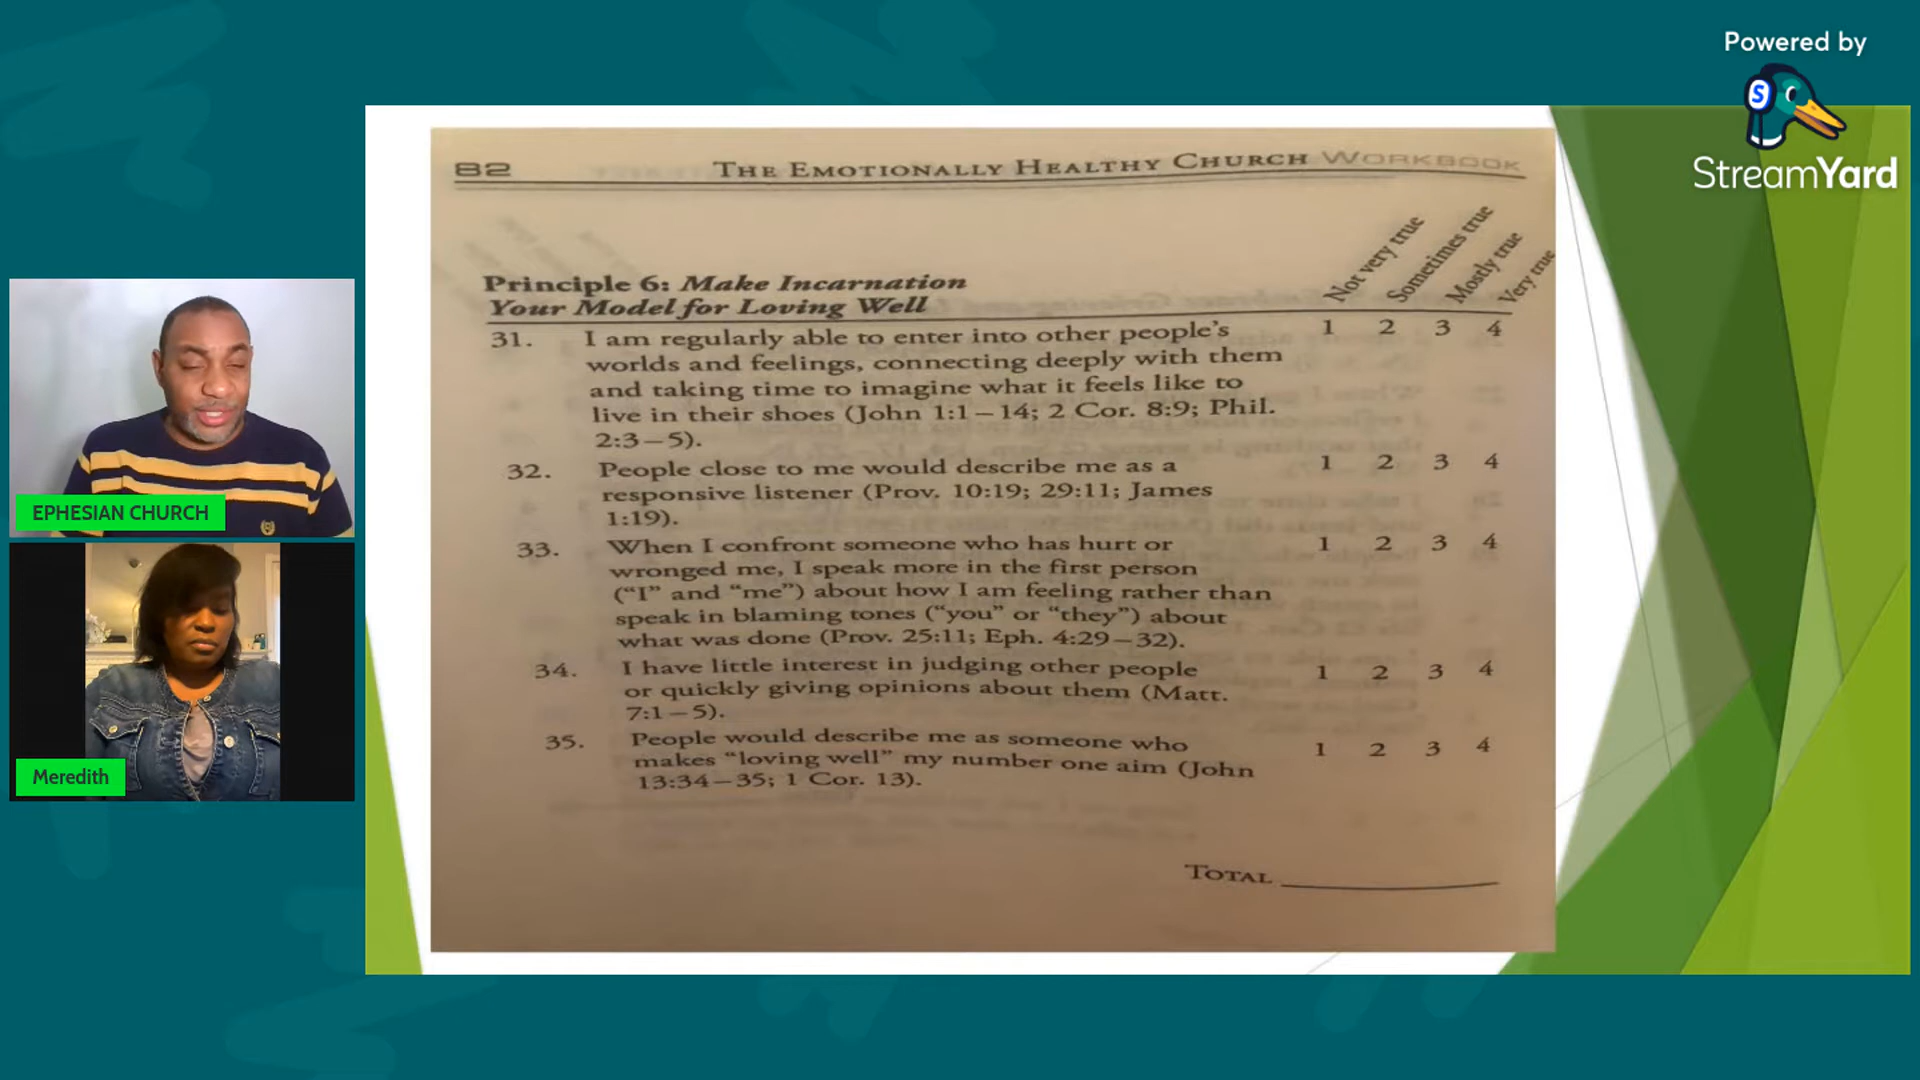 Powered by
StreamYard
82 THE EMOTIONALLY HEALTHY CHURCH WORKBOOK
Not very true
Sometimes true
Mostly true
Very true
Principle 6: Make Incarnation
Your Model for Loving Well
31. I am regularly able to enter into other people's 1 2 3 4
worlds and feelings, connecting deeply with them
and taking time to imagine what it feels like to
live in their shoes (John 1:1–14; 2 Cor. 8:9; Phil.
2:3–5).
32. People close to me would describe me as a 1 2 3 4
responsive listener (Prov. 10:19; 29:11; James
1:19).
33. When I confront someone who has hurt or 1 2 3 4
wronged me, I speak more in the first person
("I" and "me") about how I am feeling rather than
speak in blaming tones ("you" or "they") about
what was done (Prov. 25:11; Eph. 4:29–32).
34. I have little interest in judging other people 1 2 3 4
or quickly giving opinions about them (Matt.
7:1–5).
35. People would describe me as someone who 1 2 3 4
makes "loving well" my number one aim (John
13:34–35; 1 Cor. 13).
TOTAL
EPHESIAN CHURCH
Meredith